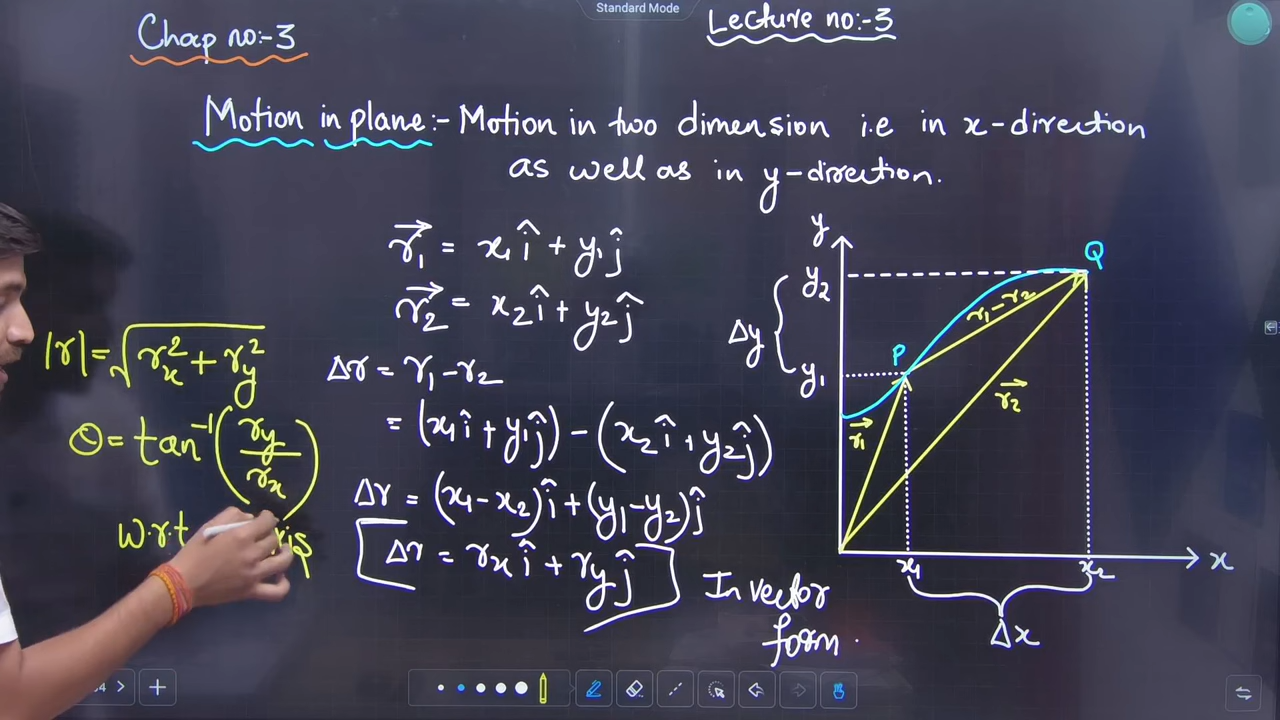 Standard Mode
Chap no:-3
Lecture no:-3
Motion in plane:- Motion in two dimension i.e in x-direction
as well as in y-direction.
r⃗₁ = x₁î + y₁ĵ
r⃗₂ = x₂î + y₂ĵ
Δr = r₁-r₂
= (x₁î + y₁ĵ) - (x₂î + y₂ĵ)
Δr = (x₁-x₂)î + (y₁-y₂)ĵ
Δr = rxî + ryĵ
In vector
form.
|r| = √(rx² + ry²)
θ = tan⁻¹(ry/rx)
w.r.t
y
y₂
Δy
y₁
Q
P
r₁-r₂
r⃗₁
r⃗₂
x₁
x₂
x
Δx